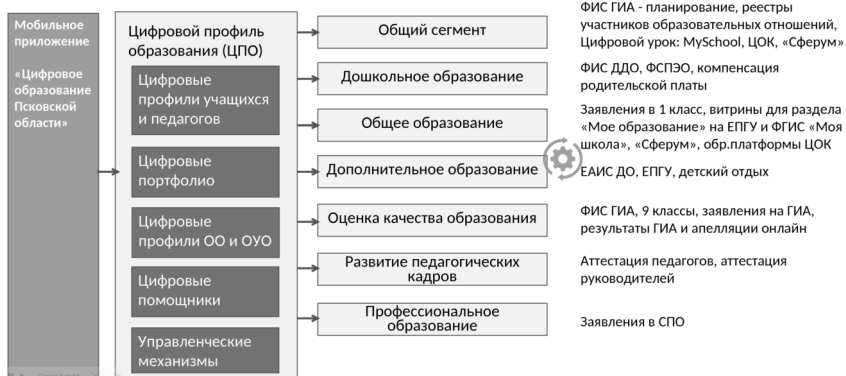 Мобильное
приложение
«Цифровое
образование
Псковской
области»
Цифровой профиль
образования (ЦПО)
Цифровые
профили учащихся
и педагогов
Цифровые
портфолио
Цифровые
профили ОО и ОУО
Цифровые
помощники
Управленческие
механизмы
Общий сегмент
ФИС ГИА - планирование, реестры
участников образовательных отношений,
Цифровой урок: MySchool, ЦОК, «Сферум»
Дошкольное образование
ФИС ДДО, ФСПЭО, компенсация
родительской платы
Общее образование
Заявления в 1 класс, витрины для раздела
«Мое образование» на ЕПГУ и ФГИС «Моя
школа», «Сферум», обр.платформы ЦОК
Дополнительное образование
ЕАИС ДО, ЕПГУ, детский отдых
Оценка качества образования
ФИС ГИА, 9 классы, заявления на ГИА,
результаты ГИА и апелляции онлайн
Развитие педагогических
кадров
Аттестация педагогов, аттестация
руководителей
Профессиональное
образование
Заявления в СПО